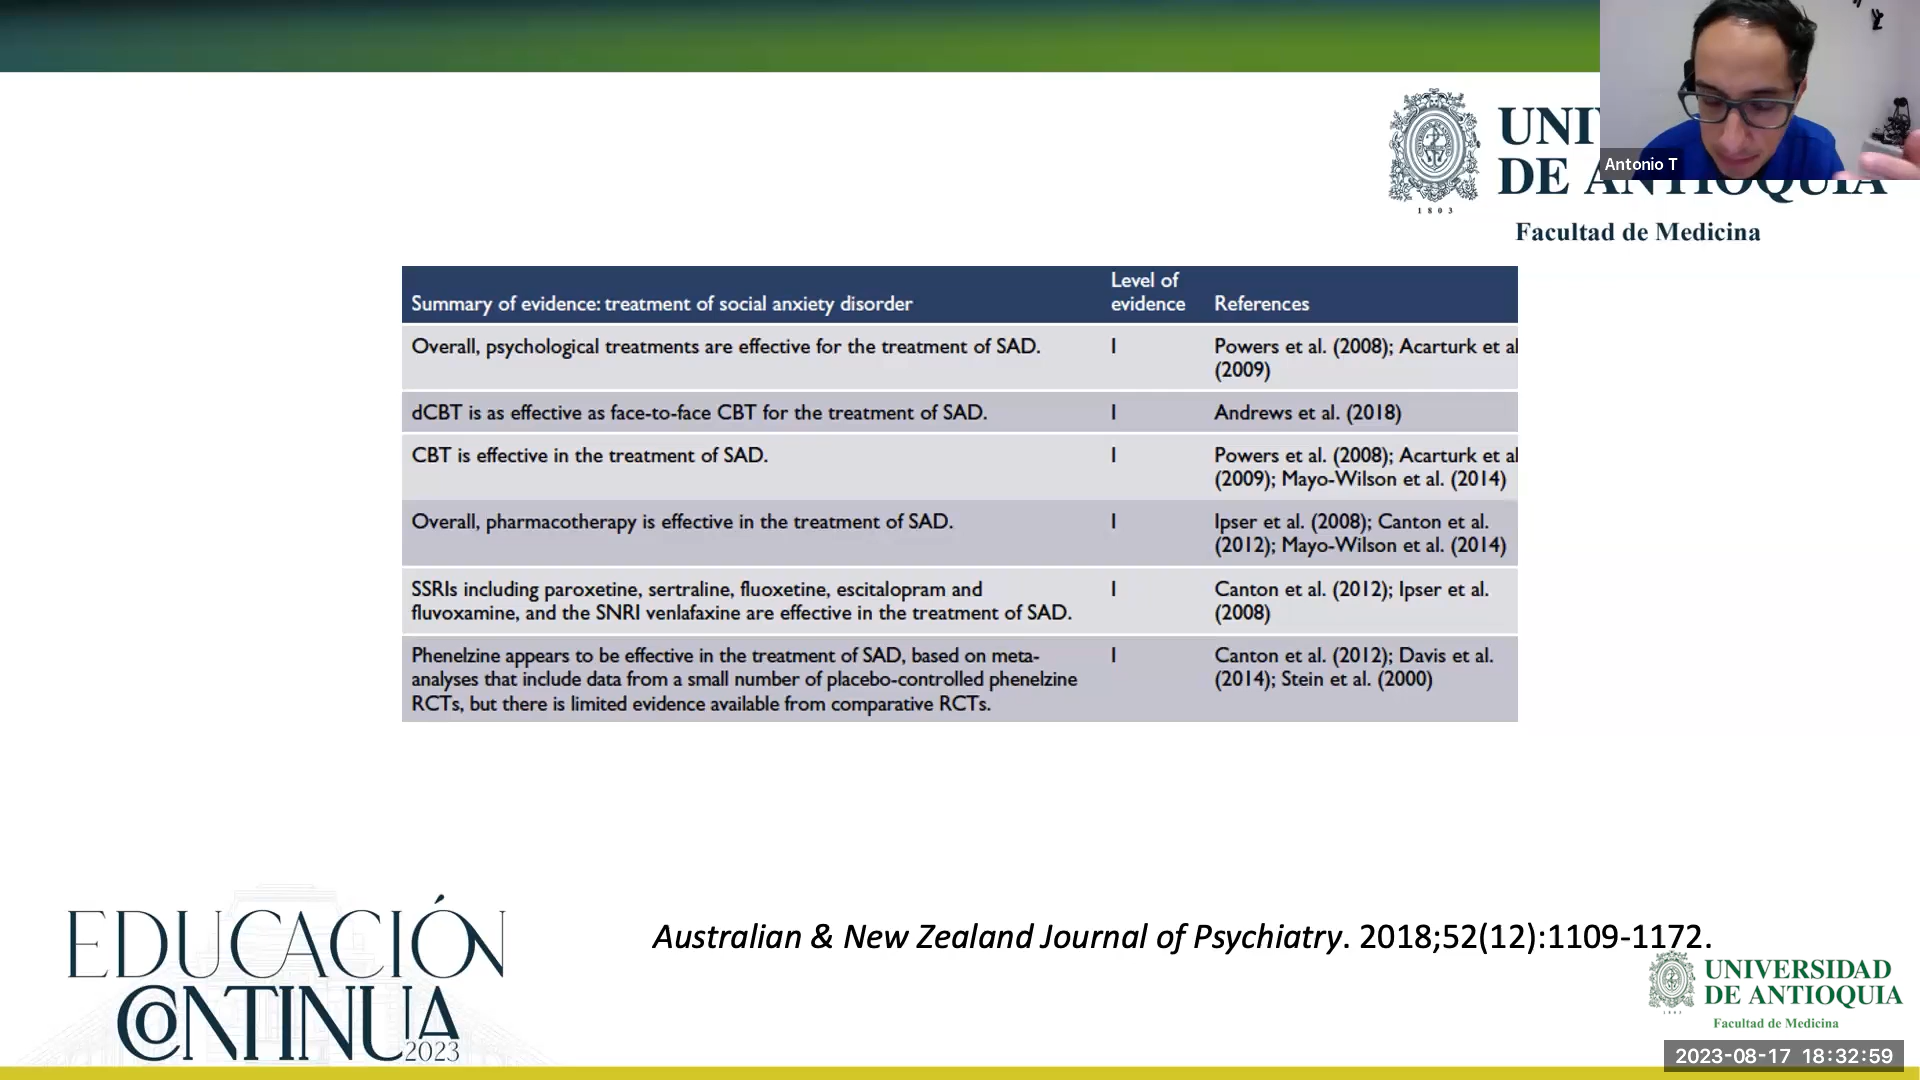 UNI
DE ANTIOQUIA
1803
Facultad de Medicina
Antonio T
Summary of evidence: treatment of social anxiety disorder
Level of
evidence
References
Overall, psychological treatments are effective for the treatment of SAD.
I
Powers et al. (2008); Acarturk et al
(2009)
dCBT is as effective as face-to-face CBT for the treatment of SAD.
I
Andrews et al. (2018)
CBT is effective in the treatment of SAD.
I
Powers et al. (2008); Acarturk et al
(2009); Mayo-Wilson et al. (2014)
Overall, pharmacotherapy is effective in the treatment of SAD.
I
Ipser et al. (2008); Canton et al.
(2012); Mayo-Wilson et al. (2014)
SSRIs including paroxetine, sertraline, fluoxetine, escitalopram and
fluvoxamine, and the SNRI venlafaxine are effective in the treatment of SAD.
I
Canton et al. (2012); Ipser et al.
(2008)
Phenelzine appears to be effective in the treatment of SAD, based on meta-
analyses that include data from a small number of placebo-controlled phenelzine
RCTs, but there is limited evidence available from comparative RCTs.
I
Canton et al. (2012); Davis et al.
(2014); Stein et al. (2000)
EDUCACIÓN
CONTINUA
2023
Australian & New Zealand Journal of Psychiatry. 2018;52(12):1109-1172.
UNIVERSIDAD
DE ANTIOQUIA
Facultad de Medicina
2023-08-17 18:32:59